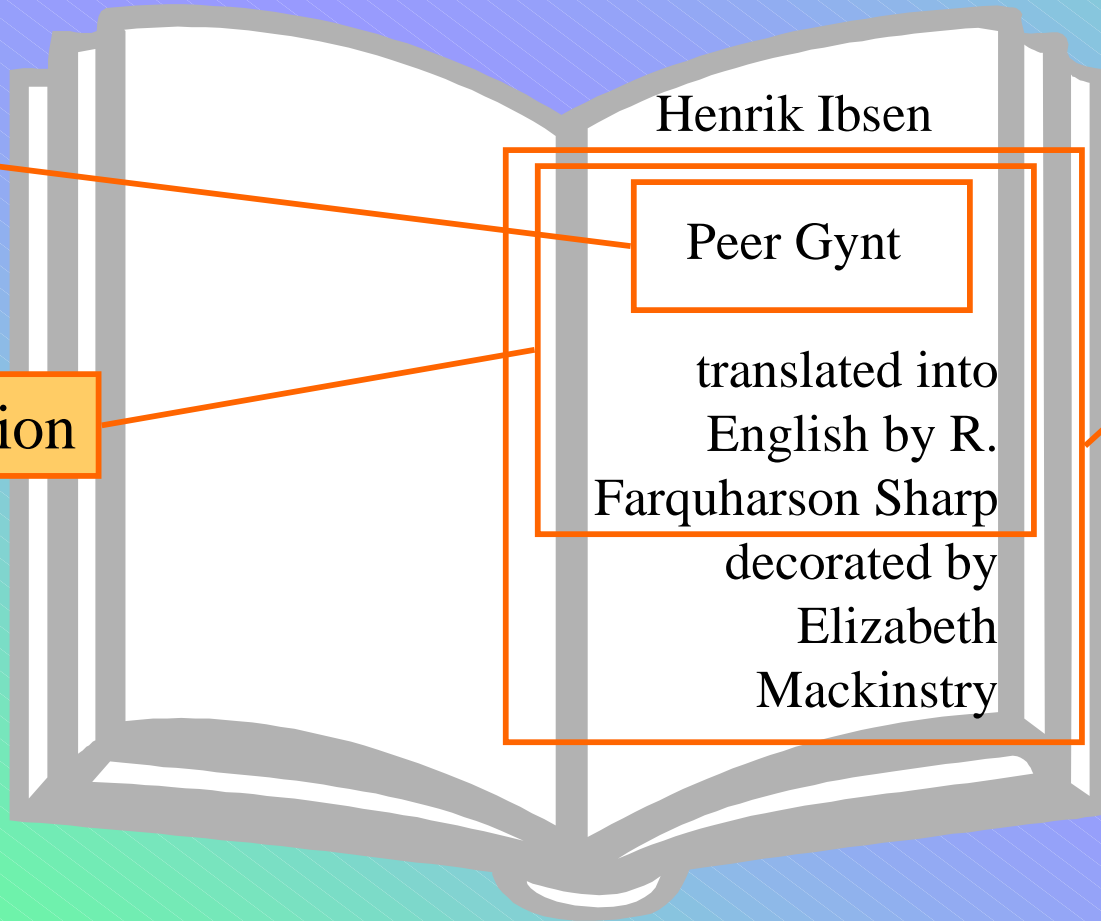 Henrik Ibsen
Peer Gynt
translated into
English by R.
ion
Farquharson Sharp
decorated by
Elizabeth
Mackinstry